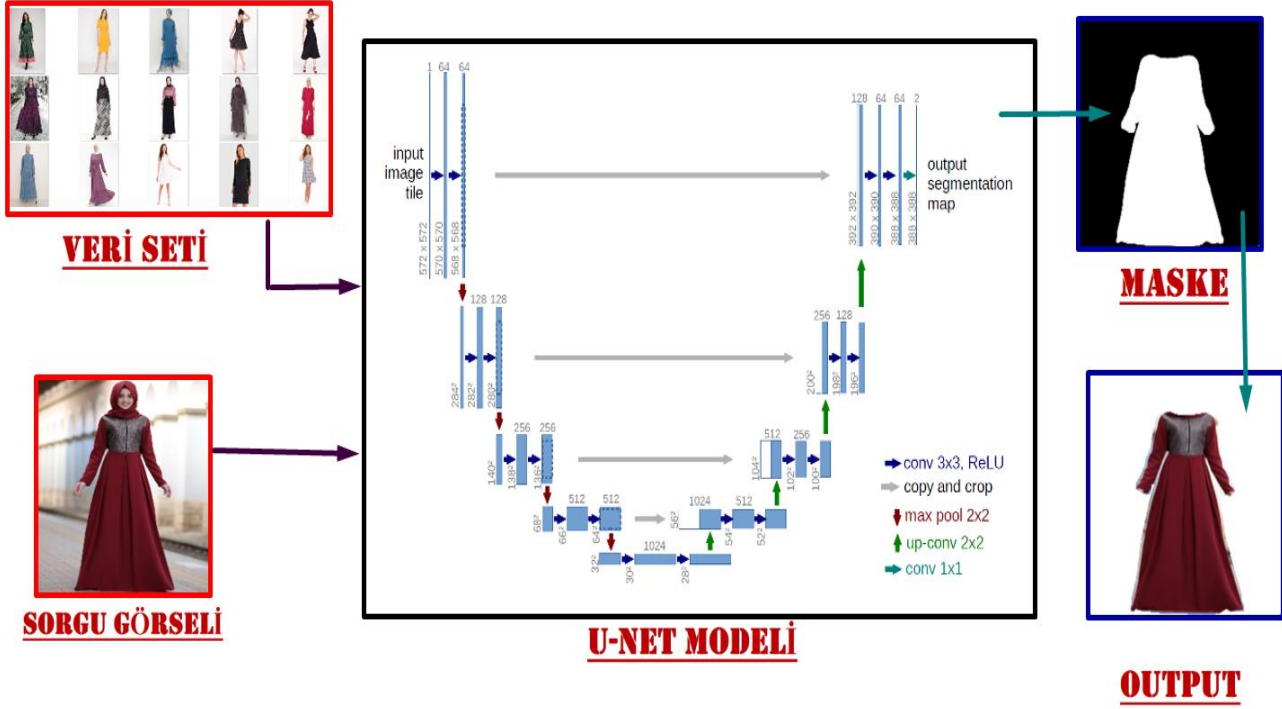 VERİ SETİ
SORGU GÖRSELİ
1 64 64
input
image
tile
572 x 572
570 x 570
568 x 568
128 128
284²
282²
280²
256 256
140²
138²
136²
512 512
68²
66²
64²
1024
32²
30²
28²
1024 512
56²
54²
52²
512 256
104²
102²
100²
256 128
200²
198²
196²
128 64 64 2
392 x 392
390 x 390
388 x 388
388 x 388
output
segmentation
map
conv 3x3, ReLU
copy and crop
max pool 2x2
up-conv 2x2
conv 1x1
U-NET MODELİ
MASKE
OUTPUT